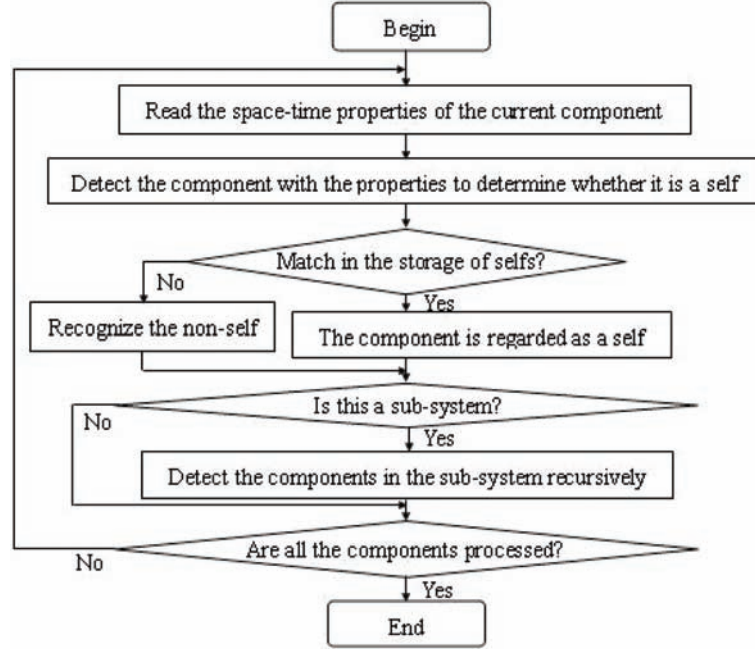 Begin
Read the space-time properties of the current component
Detect the component with the properties to determine whether it is a self
Match in the storage of selfs?
No
Yes
Recognize the non-self
The component is regarded as a self
Is this a sub-system?
No
Yes
Detect the components in the sub-system recursively
Are all the components processed?
No
Yes
End